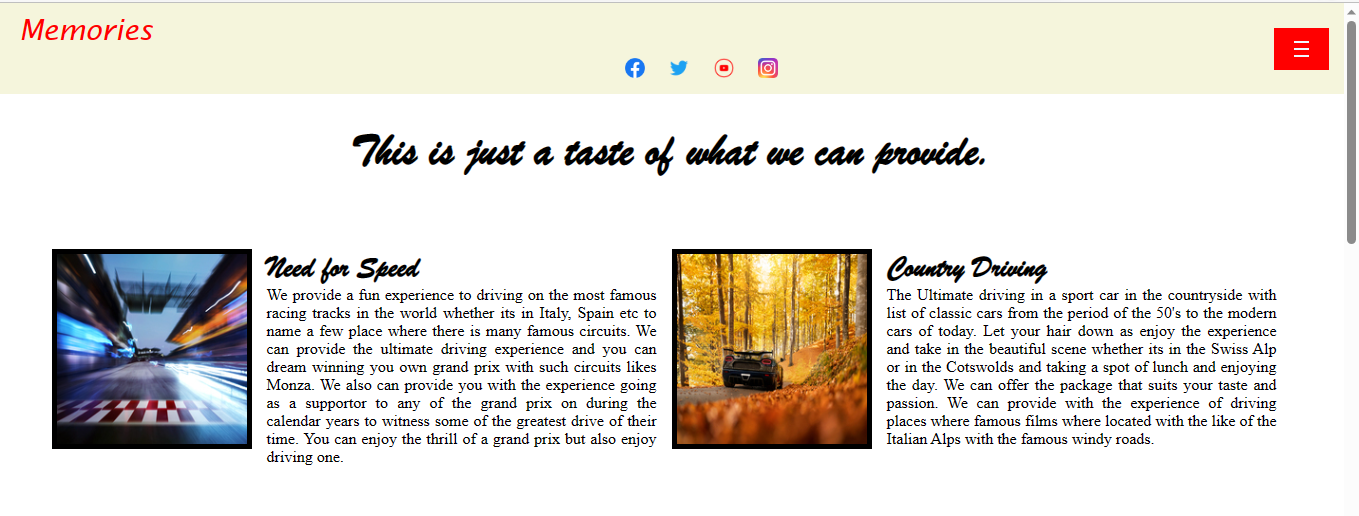 Memories
This is just a taste of what we can provide.
Need for Speed
We provide a fun experience to driving on the most famous
racing tracks in the world whether its in Italy, Spain etc to
name a few place where there is many famous circuits. We
can provide the ultimate driving experience and you can
dream winning you own grand prix with such circuits likes
Monza. We also can provide you with the experience going
as a supportor to any of the grand prix on during the
calendar years to witness some of the greatest drive of their
time. You can enjoy the thrill of a grand prix but also enjoy
driving one.
Country Driving
The Ultimate driving in a sport car in the countryside with
list of classic cars from the period of the 50's to the modern
cars of today. Let your hair down as enjoy the experience
and take in the beautiful scene whether its in the Swiss Alp
or in the Cotswolds and taking a spot of lunch and enjoying
the day. We can offer the package that suits your taste and
passion. We can provide with the experience of driving
places where famous films where located with the like of the
Italian Alps with the famous windy roads.